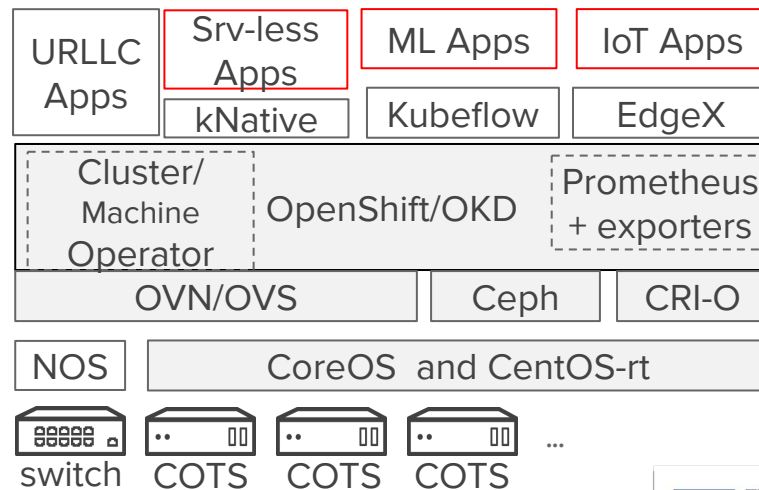 URLLC
Apps
Srv-less
Apps
ML Apps
IoT Apps
kNative
Kubeflow
EdgeX
Cluster/
Machine
Operator
OpenShift/OKD
Prometheus
+ exporters
OVN/OVS
Ceph
CRI-O
NOS
CoreOS and CentOS-rt
...
switch
COTS
COTS
COTS